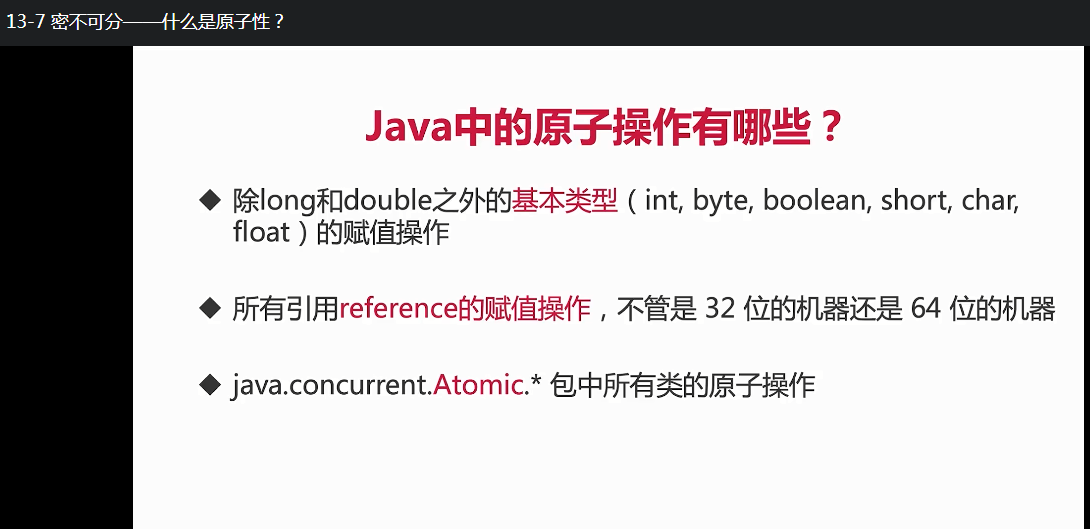 13-7 密不可分——什么是原子性？
Java中的原子操作有哪些？
◆ 除long和double之外的基本类型（int, byte, boolean, short, char,
float）的赋值操作
◆ 所有引用reference的赋值操作，不管是 32 位的机器还是 64 位的机器
◆ java.concurrent.Atomic.* 包中所有类的原子操作